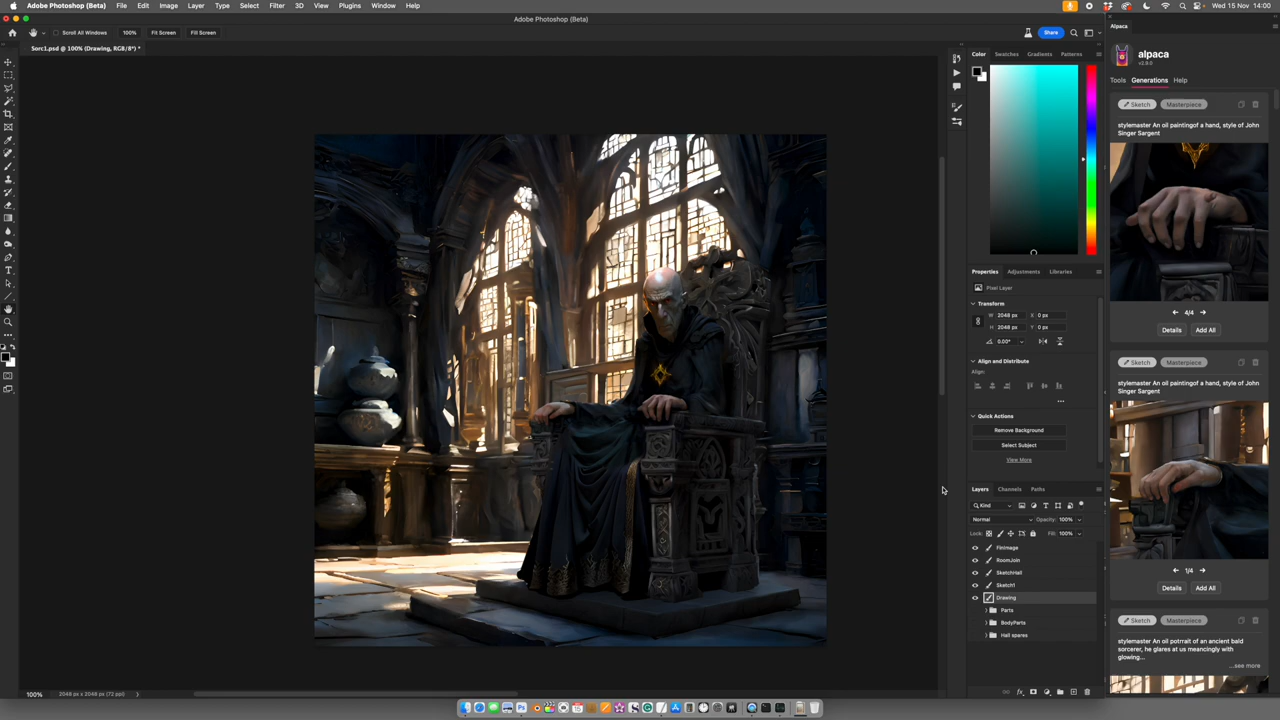 Adobe Photoshop (Beta) File Edit Image Layer Type Select Filter 3D View Plugins Window Help
Wed 15 Nov 14:00
Adobe Photoshop (Beta)
Scroll All Windows 100% Fit Screen Fill Screen
Share
Sorc1.psd @ 100% (Drawing, RGB/8*) *
Color Swatches Gradients Patterns
Properties Adjustments Libraries
Pixel Layer
Transform
W 2048 px X 0 px
H 2048 px Y 0 px
0.00°
Align and Distribute
Align:
Quick Actions
Remove Background
Select Subject
View More
Layers Channels Paths
Kind
Normal Opacity: 100%
Lock: Fill: 100%
FinImage
RoomJoin
SketchHall
Sketch1
Drawing
Parts
BodyParts
Hall spares
100% 2048 px x 2048 px (72 ppi)
Alpaca
alpaca
v2.9.0
Tools Generations Help
Sketch Masterpiece
stylemaster An oil paintingof a hand, style of John
Singer Sargent
4/4
Details Add All
Sketch Masterpiece
stylemaster An oil paintingof a hand, style of John
Singer Sargent
1/4
Details Add All
Sketch Masterpiece
stylemaster An oil potrrait of an ancient bald
sorcerer, he glares at us meancingly with
glowing...
...see more